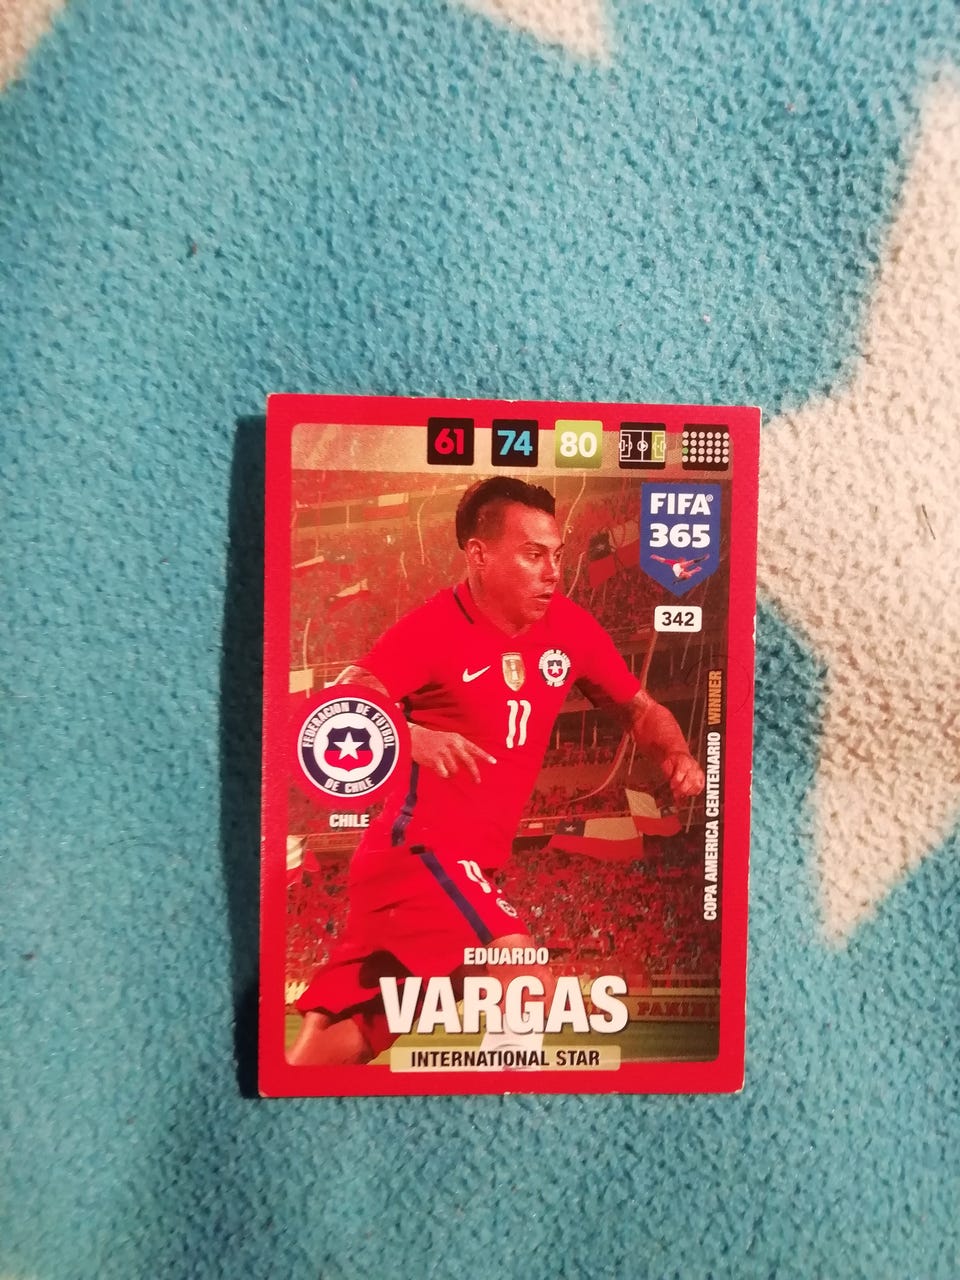 61 74 80
FIFA®
365
342
COPA AMERICA CENTENARIO WINNER
11
FEDERACION DE FUTBOL
DE CHILE
CHILE
11
EDUARDO
VARGAS
PANINI
INTERNATIONAL STAR